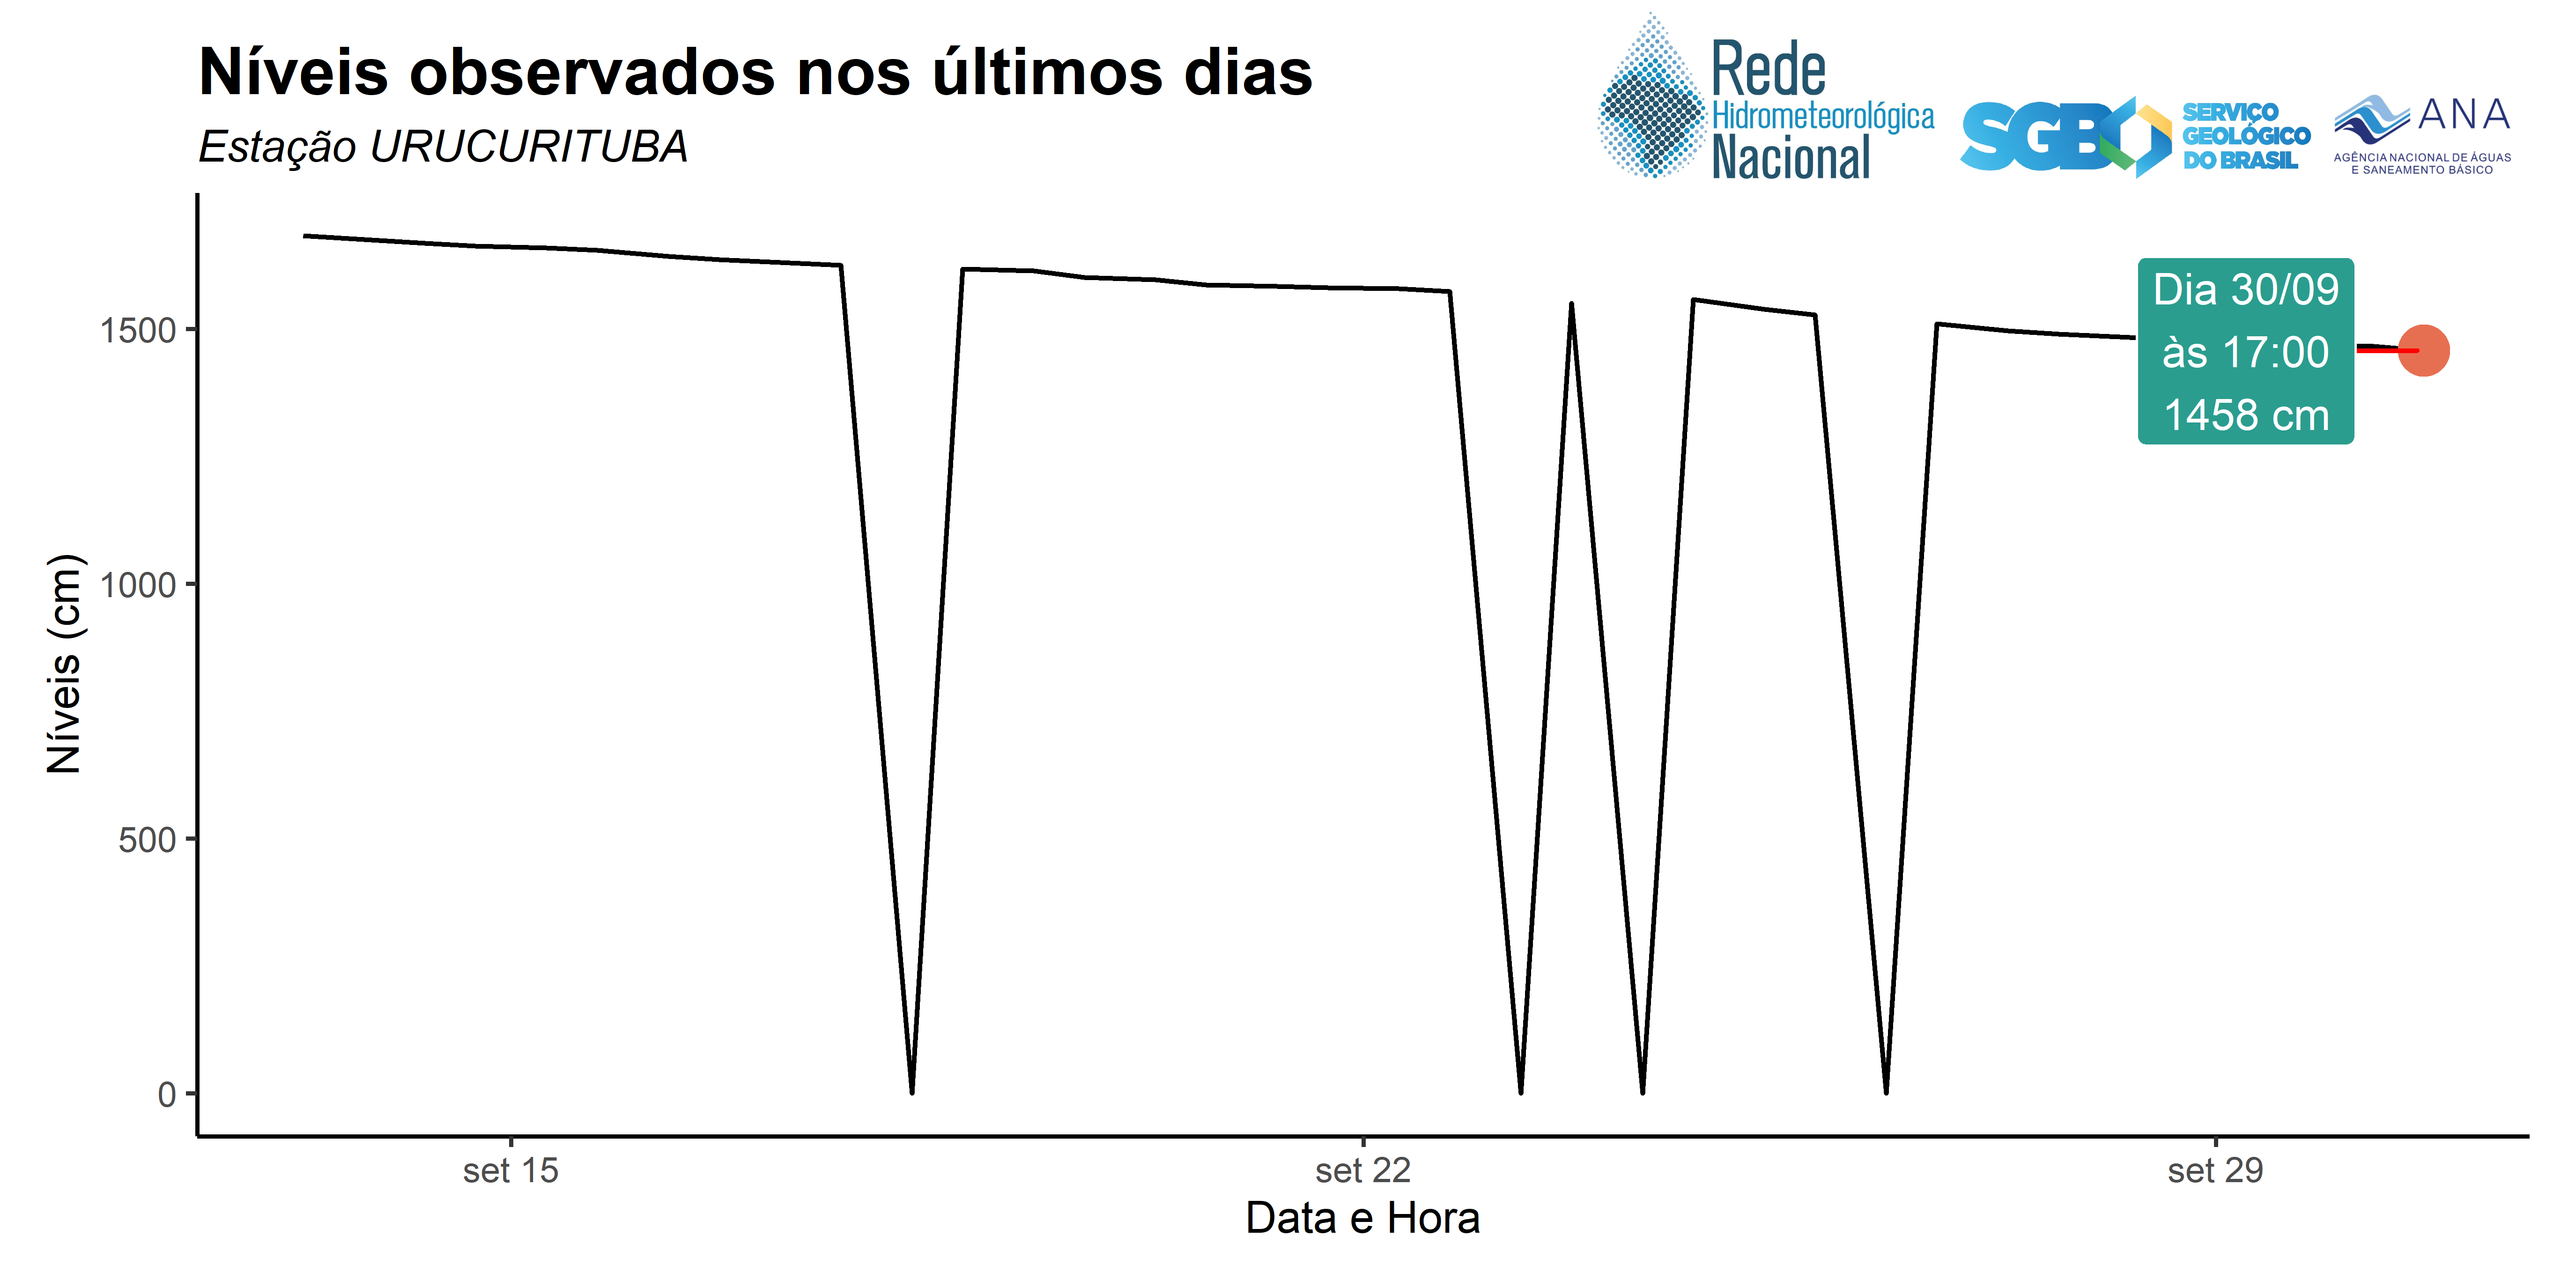 Níveis observados nos últimos dias
Estação URUCURITUBA
Rede
Hidrometeorológica
Nacional
SGB
SERVIÇO
GEOLÓGICO
DO BRASIL
ANA
AGÊNCIA NACIONAL DE ÁGUAS
E SANEAMENTO BÁSICO
Níveis (cm)
1500
1000
500
0
Dia 30/09
às 17:00
1458 cm
set 15
set 22
set 29
Data e Hora